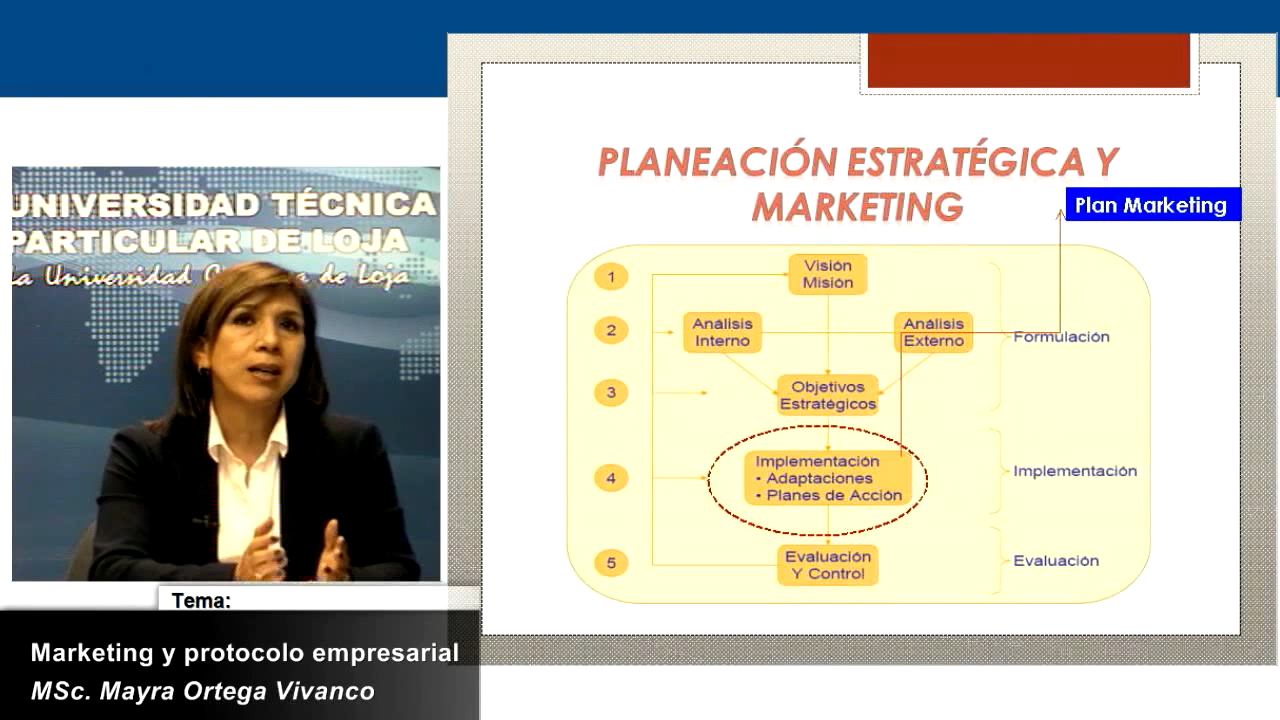 UNIVERSIDAD TÉCNICA
PARTICULAR DE LOJA
La Universidad Católica de Loja
Tema:
Marketing y protocolo empresarial
MSc. Mayra Ortega Vivanco
PLANEACIÓN ESTRATÉGICA Y
MARKETING
Plan Marketing
1
Visión
Misión
2
Análisis
Interno
Análisis
Externo
Formulación
3
Objetivos
Estratégicos
4
Implementación
• Adaptaciones
• Planes de Acción
Implementación
5
Evaluación
Y Control
Evaluación